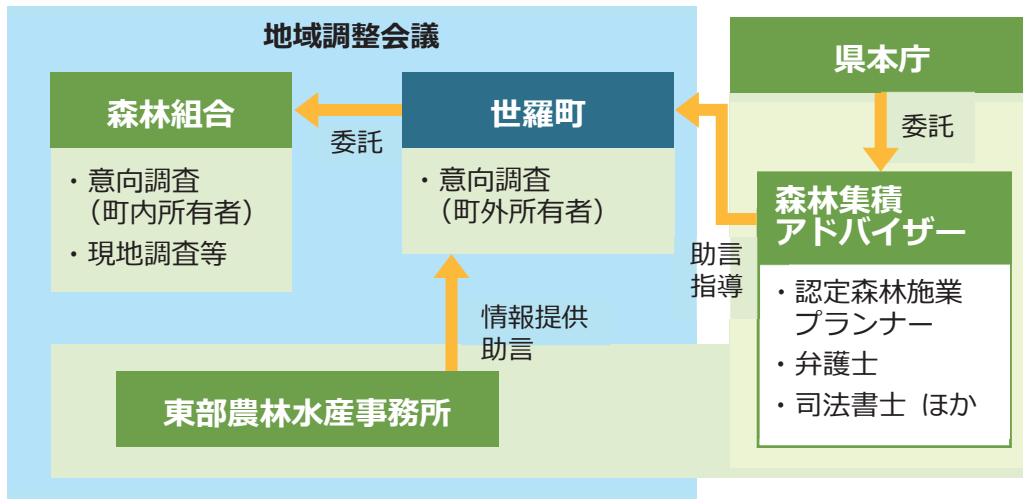 地域調整会議
森林組合
・意向調査
（町内所有者）
・現地調査等
委託
世羅町
・意向調査
（町外所有者）
情報提供
助言
東部農林水産事務所
県本庁
委託
助言
指導
森林集積
アドバイザー
・認定森林施業
プランナー
・弁護士
・司法書士 ほか